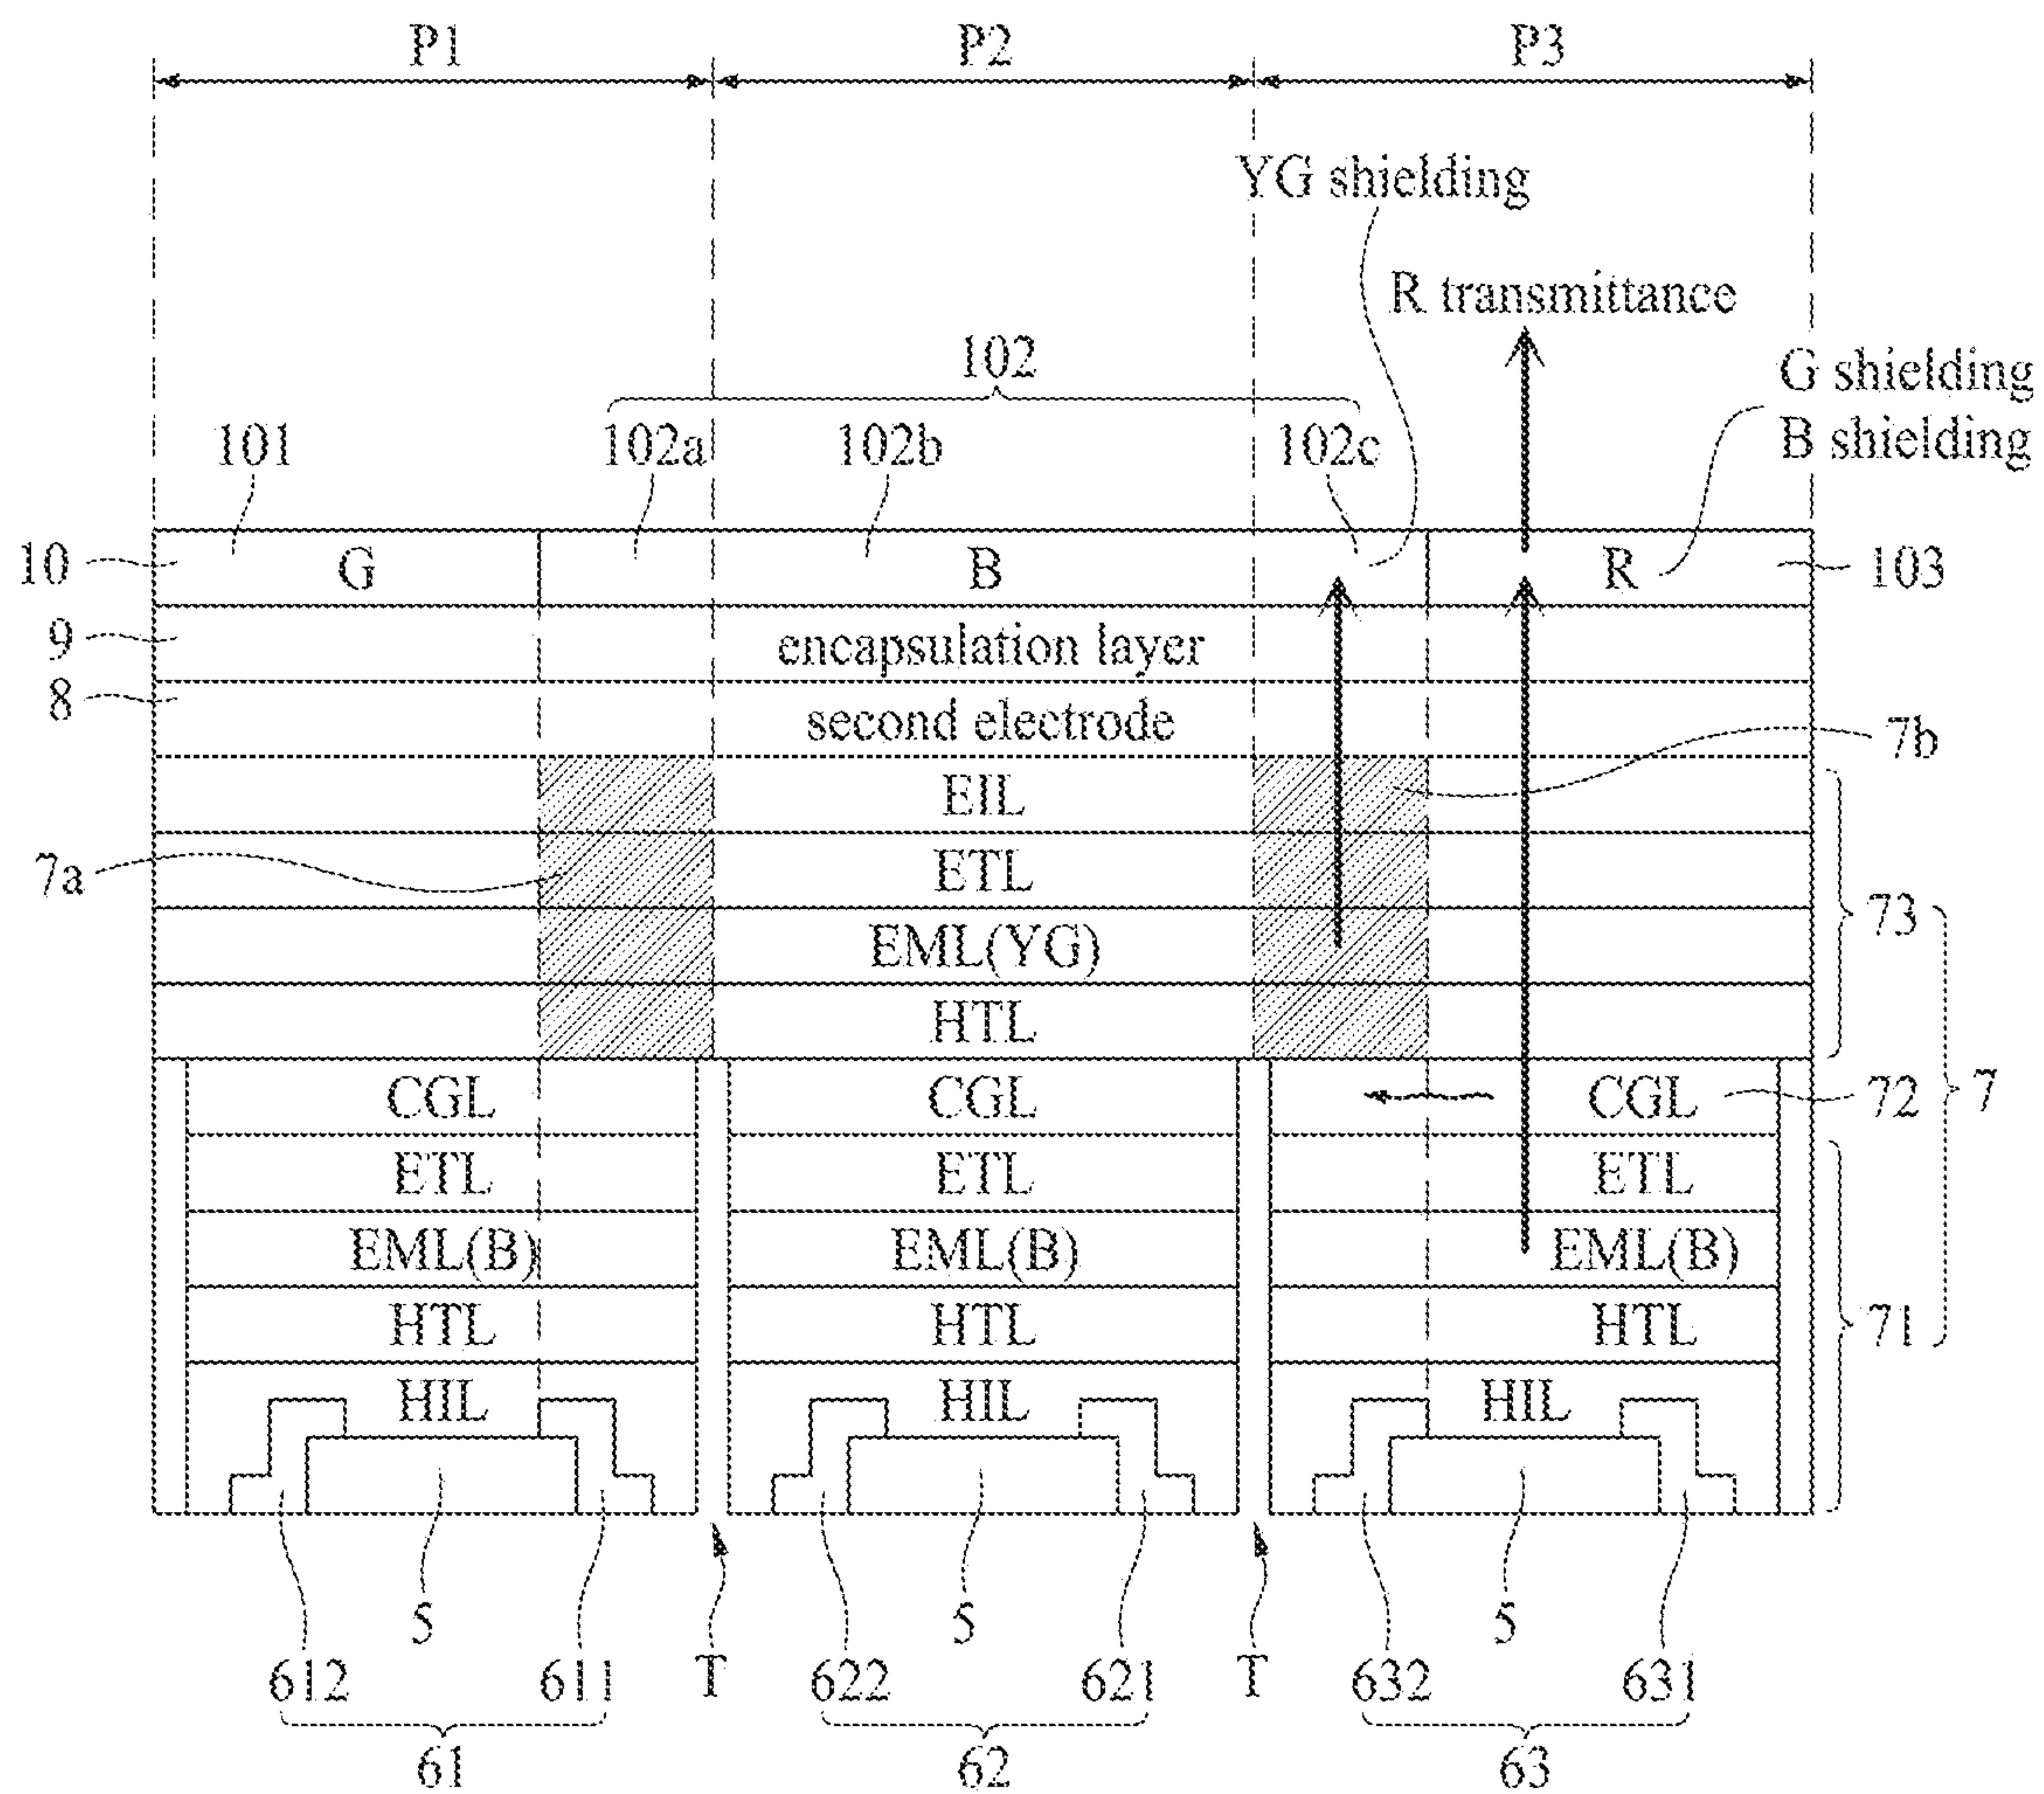 P1 P2 P3
YG shielding
R transmittance
102
G shielding
101 102a 102b 102c B shielding
10 G B R 103
9 encapsulation layer
8 second electrode
7b
EIL
7a ETL
73
EML(YG)
HTL
CGL CGL CGL 72 7
ETL ETL ETL
EML(B) EML(B) EML(B)
HTL HTL HTL 71
HIL HIL HIL
5 5 5
612 611 T 622 621 T 632 631
61 62 63